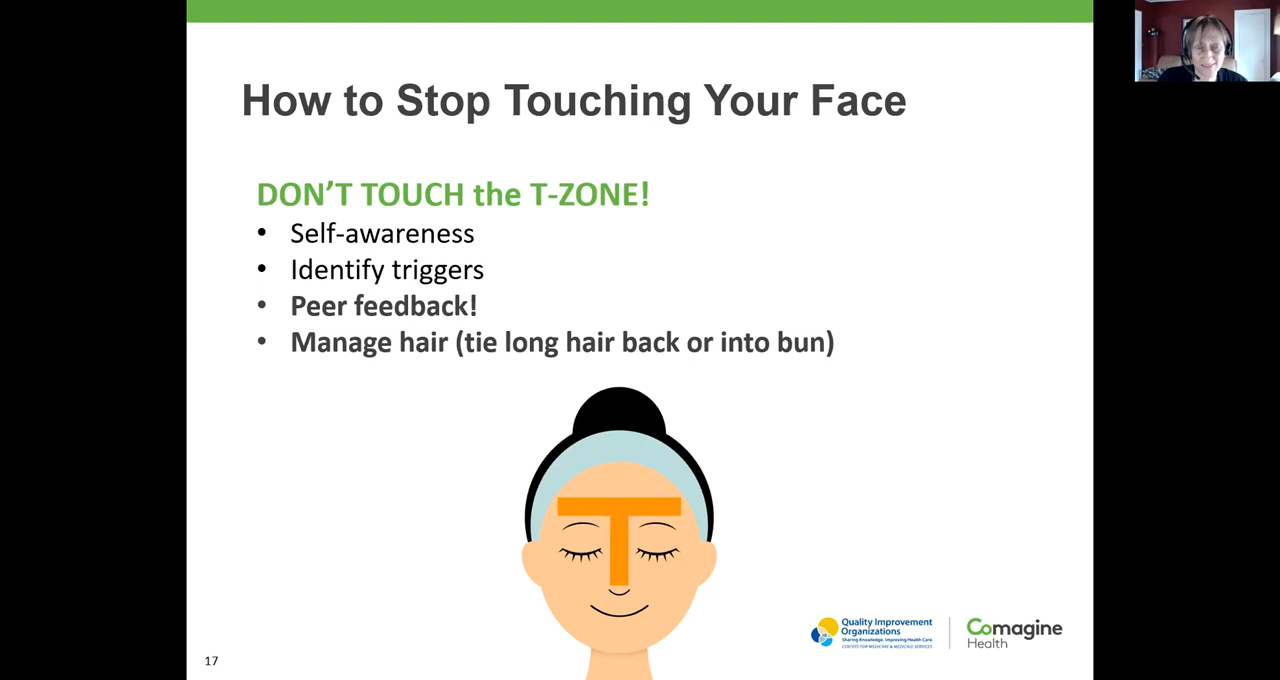 How to Stop Touching Your Face
DON’T TOUCH the T-ZONE!
• Self-awareness
• Identify triggers
• Peer feedback!
• Manage hair (tie long hair back or into bun)
T
Quality Improvement
Organizations
Sharing Knowledge. Improving Health Care.
CENTERS FOR MEDICARE & MEDICAID SERVICES
Comagine
Health
17